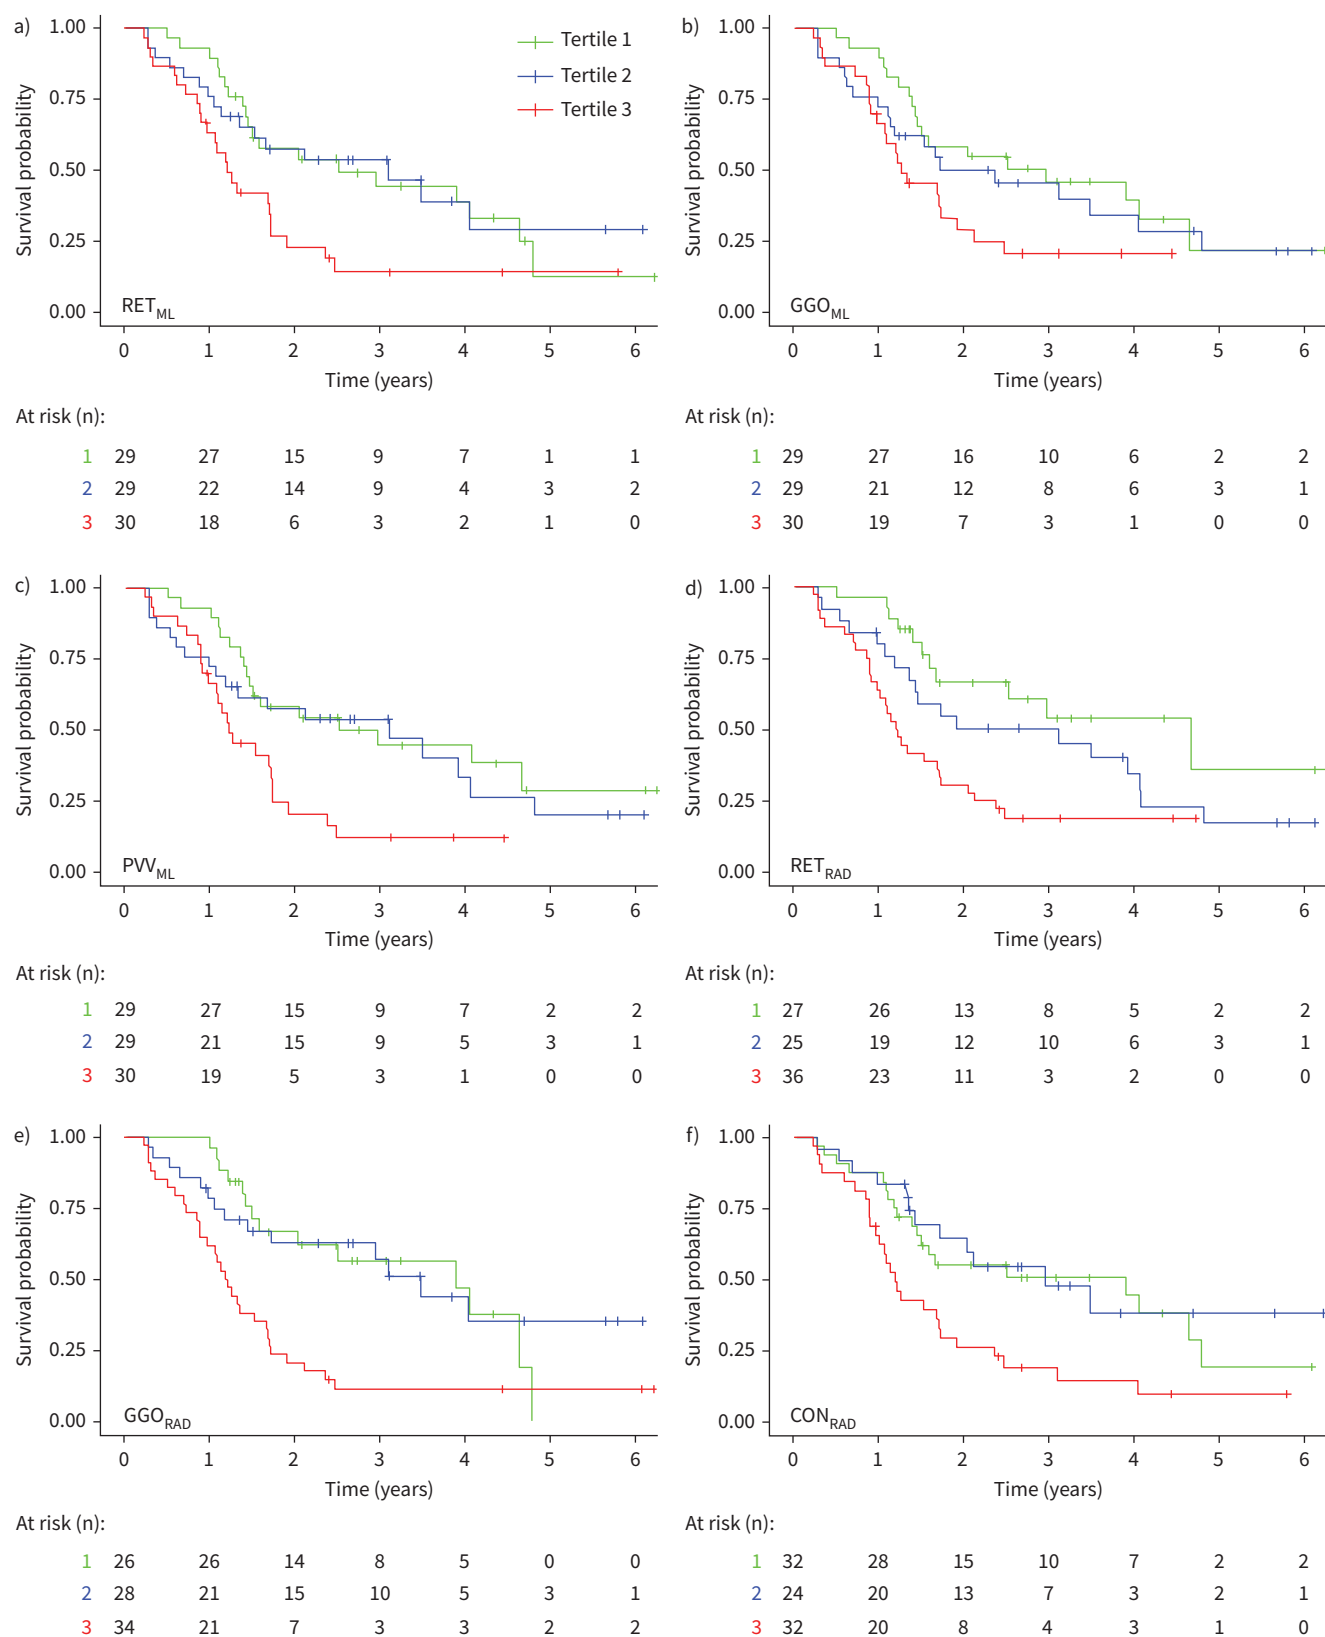 a)
1.00
0.75
0.50
0.25
0.00
Survival probability
Tertile 1
Tertile 2
Tertile 3
RET_ML
0 1 2 3 4 5 6
Time (years)
At risk (n):
1 29 27 15 9 7 1 1
2 29 22 14 9 4 3 2
3 30 18 6 3 2 1 0
b)
1.00
0.75
0.50
0.25
0.00
Survival probability
GGO_ML
0 1 2 3 4 5 6
Time (years)
At risk (n):
1 29 27 16 10 6 2 2
2 29 21 12 8 6 3 1
3 30 19 7 3 1 0 0
c)
1.00
0.75
0.50
0.25
0.00
Survival probability
PVV_ML
0 1 2 3 4 5 6
Time (years)
At risk (n):
1 29 27 15 9 7 2 2
2 29 21 15 9 5 3 1
3 30 19 5 3 1 0 0
d)
1.00
0.75
0.50
0.25
0.00
Survival probability
RET_RAD
0 1 2 3 4 5 6
Time (years)
At risk (n):
1 27 26 13 8 5 2 2
2 25 19 12 10 6 3 1
3 36 23 11 3 2 0 0
e)
1.00
0.75
0.50
0.25
0.00
Survival probability
GGO_RAD
0 1 2 3 4 5 6
Time (years)
At risk (n):
1 26 26 14 8 5 0 0
2 28 21 15 10 5 3 1
3 34 21 7 3 3 2 2
f)
1.00
0.75
0.50
0.25
0.00
Survival probability
CON_RAD
0 1 2 3 4 5 6
Time (years)
At risk (n):
1 32 28 15 10 7 2 2
2 24 20 13 7 3 2 1
3 32 20 8 4 3 1 0